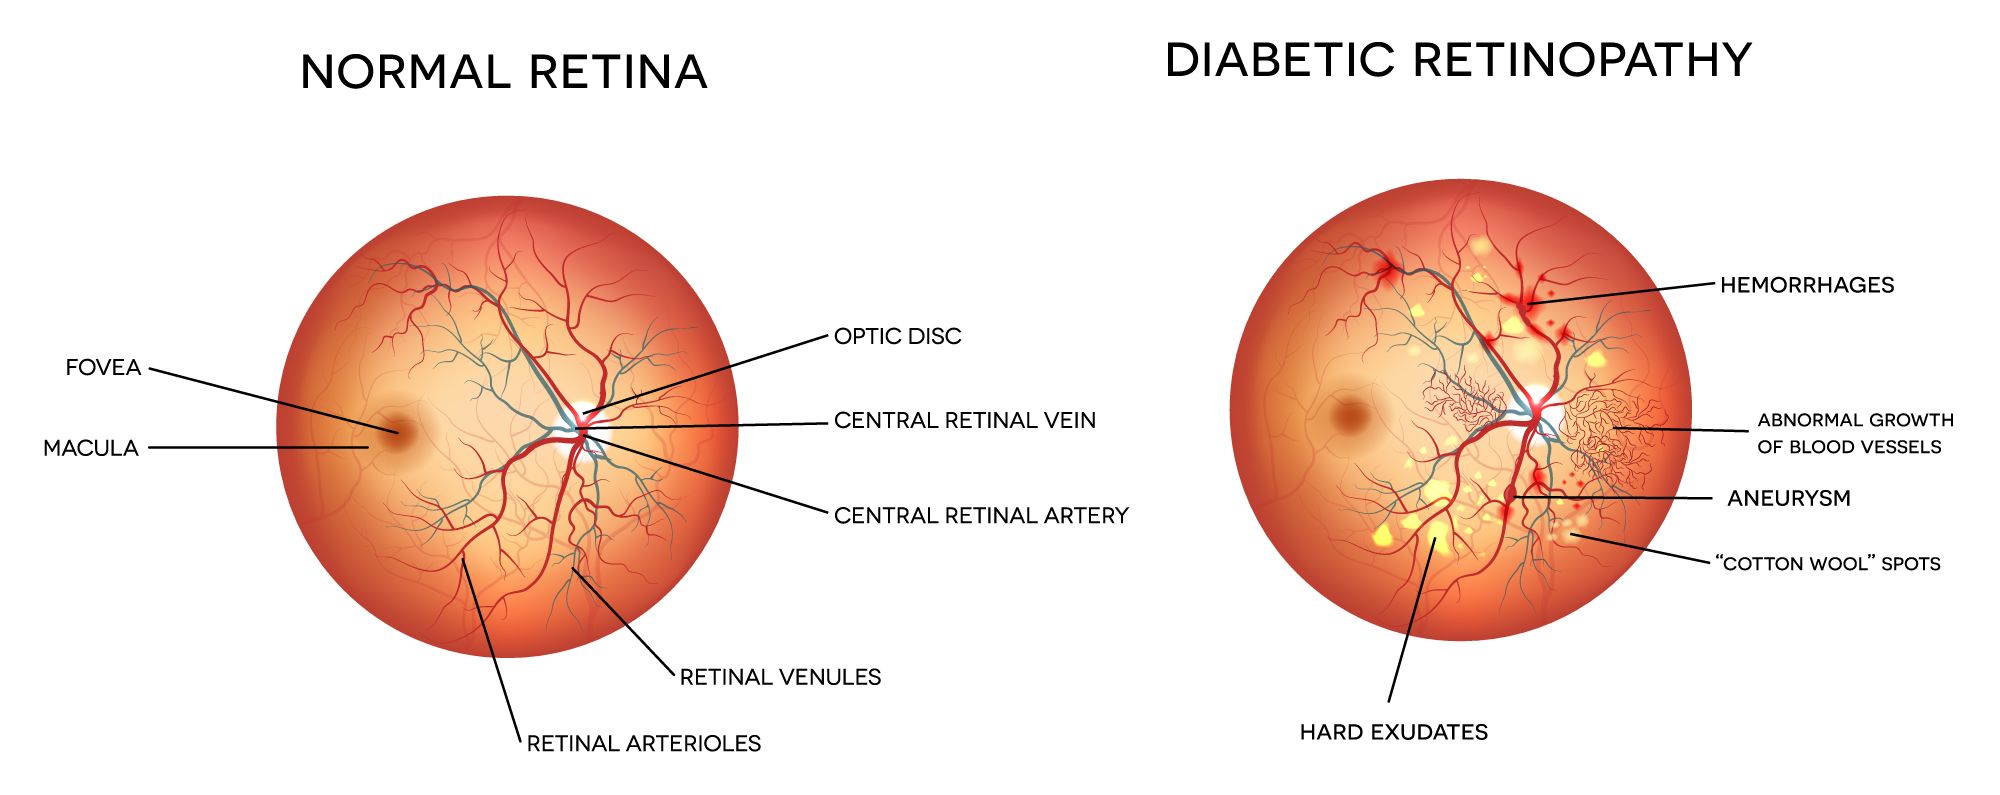 NORMAL RETINA
FOVEA
MACULA
OPTIC DISC
CENTRAL RETINAL VEIN
CENTRAL RETINAL ARTERY
RETINAL VENULES
RETINAL ARTERIOLES
DIABETIC RETINOPATHY
HEMORRHAGES
ABNORMAL GROWTH
OF BLOOD VESSELS
ANEURYSM
“COTTON WOOL” SPOTS
HARD EXUDATES